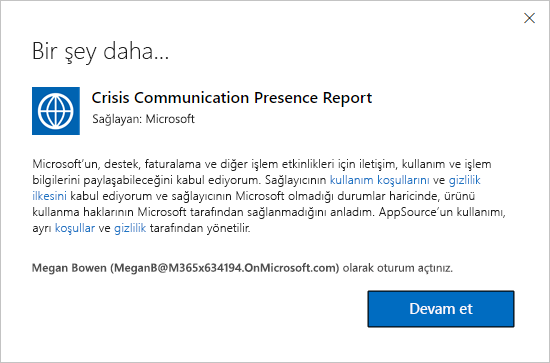 Bir şey daha...
Crisis Communication Presence Report
Sağlayan: Microsoft
Microsoft'un, destek, faturalama ve diğer işlem etkinlikleri için iletişim, kullanım ve işlem
bilgilerini paylaşabileceğini kabul ediyorum. Sağlayıcının kullanım koşullarını ve gizlilik
ilkesini kabul ediyorum ve sağlayıcının Microsoft olmadığı durumlar haricinde, ürünü
kullanma haklarının Microsoft tarafından sağlanmadığını anladım. AppSource'un kullanımı,
ayrı koşullar ve gizlilik tarafından yönetilir.
Megan Bowen (MeganB@M365x634194.OnMicrosoft.com) olarak oturum açtınız.
Devam et